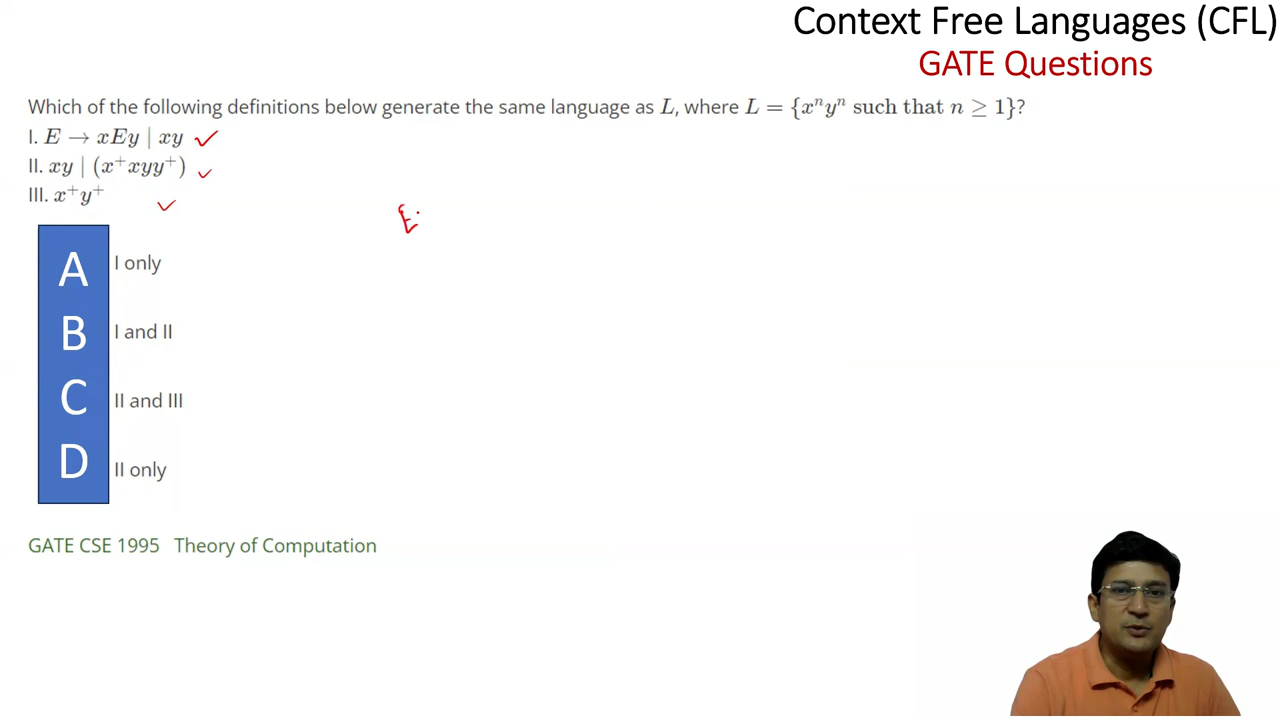 Context Free Languages (CFL)
GATE Questions
Which of the following definitions below generate the same language as L, where L = {xⁿyⁿ such that n ≥ 1}?
I. E → xEy | xy ✓
II. xy | (x⁺xyy⁺) ✓
III. x⁺y⁺ ✓
E
A I only
B I and II
C II and III
D II only
GATE CSE 1995 Theory of Computation